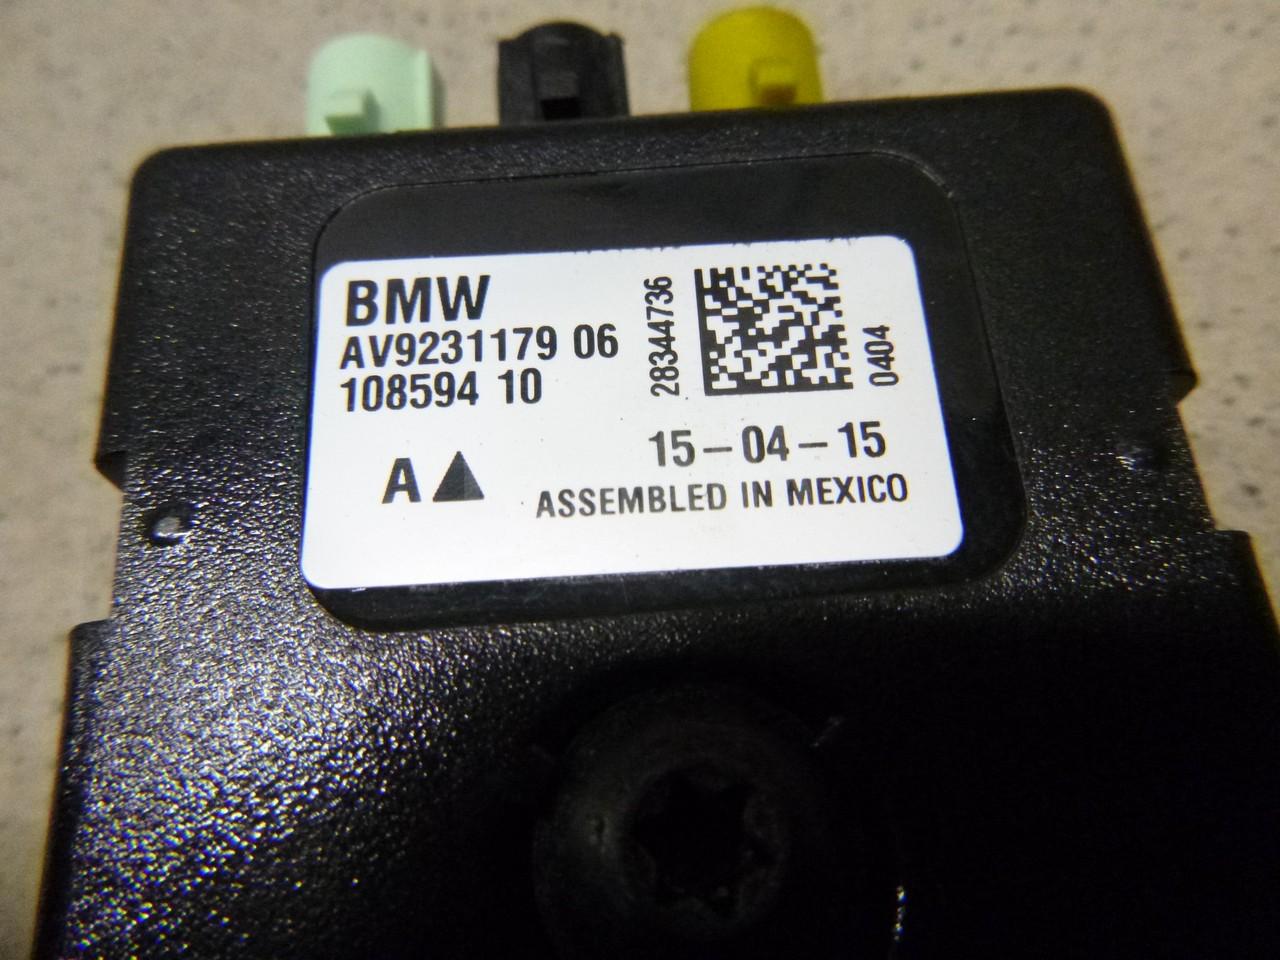 BMW
AV9231179 06
108594 10
28344736
0404
A
15-04-15
ASSEMBLED IN MEXICO